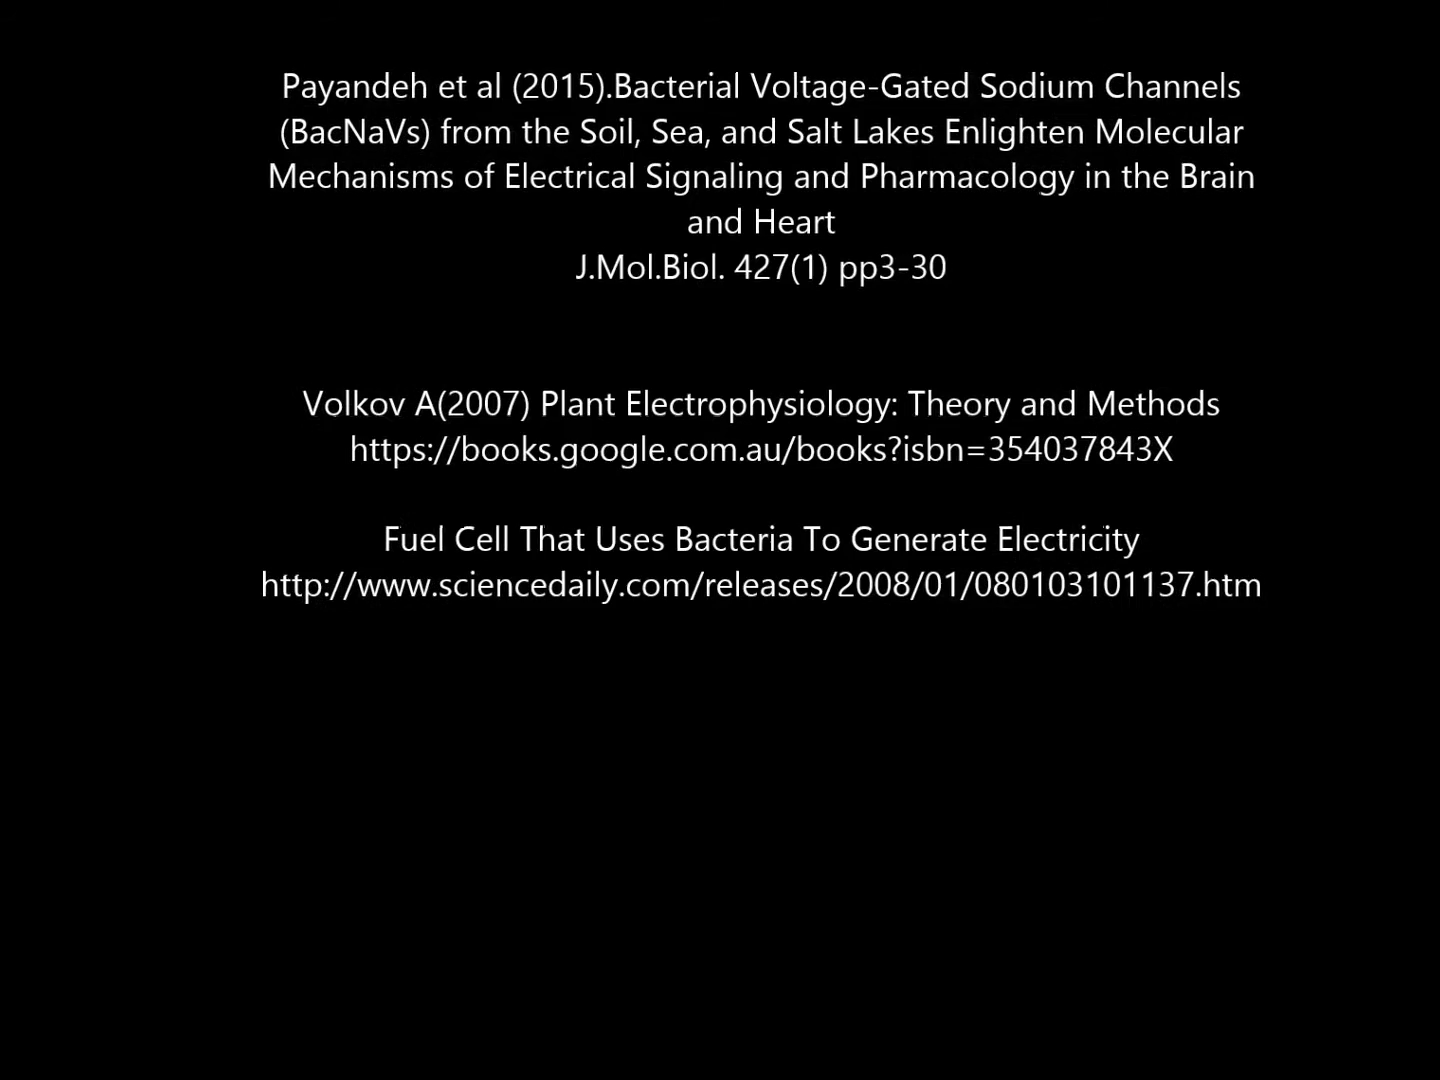 Payandeh et al (2015).Bacterial Voltage-Gated Sodium Channels
(BacNaVs) from the Soil, Sea, and Salt Lakes Enlighten Molecular
Mechanisms of Electrical Signaling and Pharmacology in the Brain
and Heart
J.Mol.Biol. 427(1) pp3-30
Volkov A(2007) Plant Electrophysiology: Theory and Methods
https://books.google.com.au/books?isbn=354037843X
Fuel Cell That Uses Bacteria To Generate Electricity
http://www.sciencedaily.com/releases/2008/01/080103101137.htm